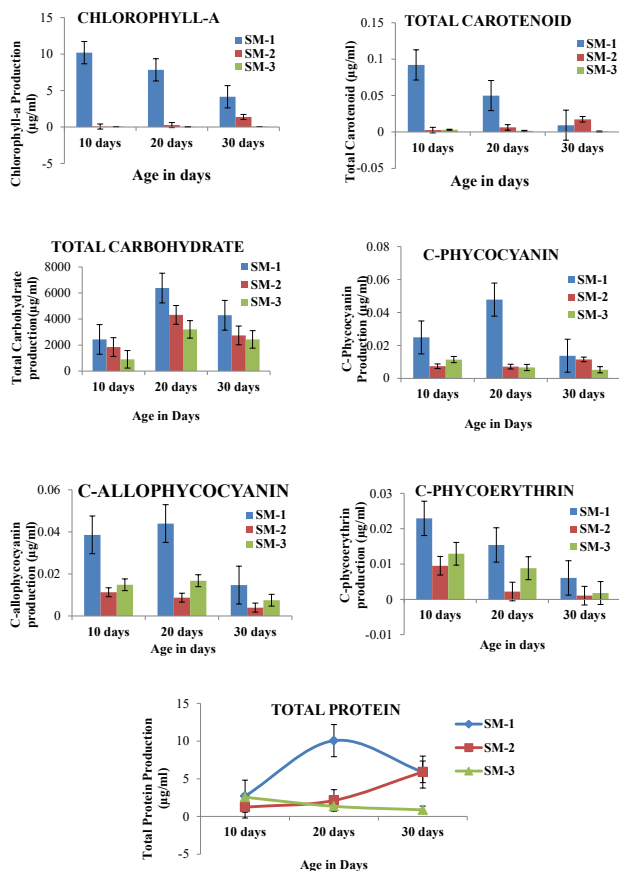 CHLOROPHYLL-A
Chlorophyll-a Production
(µg/ml)
15
10
5
0
-5
10 days 20 days 30 days
Age in days
SM-1
SM-2
SM-3
TOTAL CAROTENOID
Total Carotenoid (µg/ml)
0.15
0.1
0.05
0
-0.05
10 days 20 days 30 days
Age in days
SM-1
SM-2
SM-3
TOTAL CARBOHYDRATE
Total Carbohydrate
production(µg/ml)
8000
6000
4000
2000
0
10 days 20 days 30 days
Age in Days
SM-1
SM-2
SM-3
C-PHYCOCYANIN
C-Phycocyanin
Production (µg/ml)
0.08
0.06
0.04
0.02
0
10 days 20 days 30 days
Age in Days
SM-1
SM-2
SM-3
C-ALLOPHYCOCYANIN
C-allophycocyanin
production (µg/ml)
0.06
0.04
0.02
0
10 days 20 days 30 days
Age in days
SM-1
SM-2
SM-3
C-PHYCOERYTHRIN
C-phycoerythrin
production (µg/ml)
0.03
0.02
0.01
0
-0.01
10 days 20 days 30 days
Age in days
SM-1
SM-2
SM-3
TOTAL PROTEIN
Total Protein Production
(µg/ml)
15
10
5
0
-5
10 days 20 days 30 days
Age in Days
SM-1
SM-2
SM-3